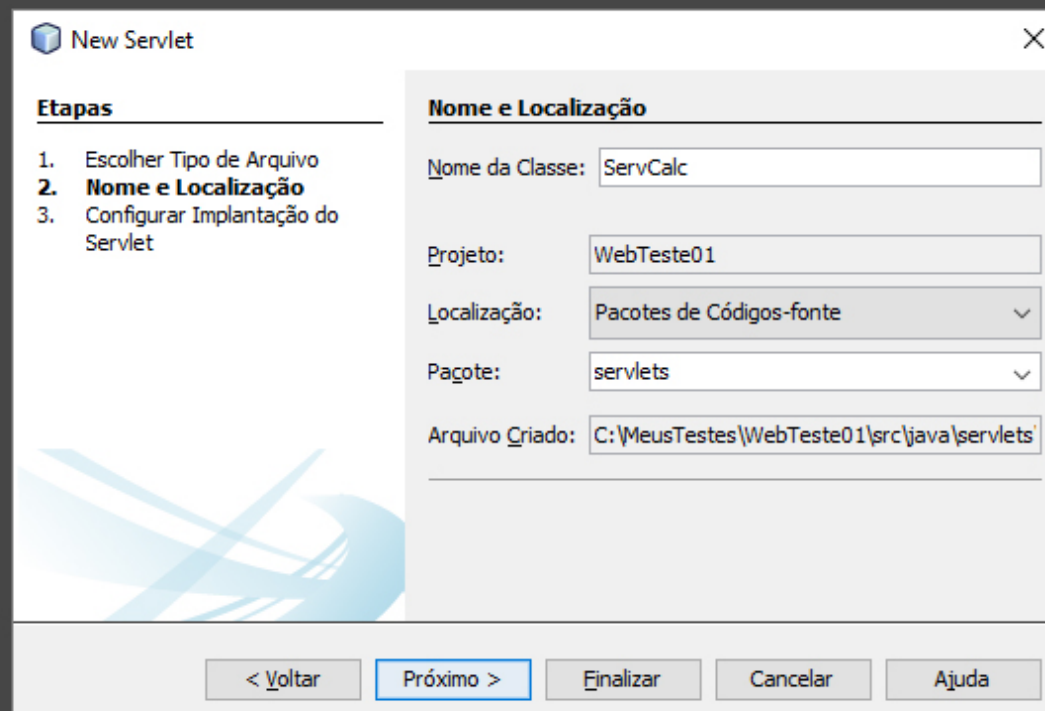 New Servlet
Etapas
1. Escolher Tipo de Arquivo
2. Nome e Localização
3. Configurar Implantação do
Servlet
Nome e Localização
Nome da Classe: ServCalc
Projeto: WebTeste01
Localização: Pacotes de Códigos-fonte
Pacote: servlets
Arquivo Criado: C:\MeusTestes\WebTeste01\src\java\servlets\
< Voltar
Próximo >
Finalizar
Cancelar
Ajuda